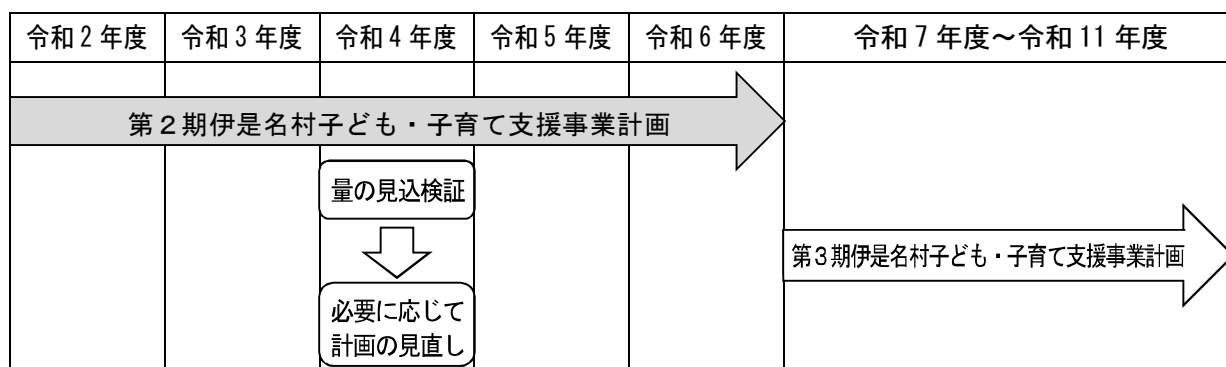 令和2年度 令和3年度 令和4年度 令和5年度 令和6年度 令和7年度～令和11年度
第２期伊是名村子ども・子育て支援事業計画
量の見込検証
第３期伊是名村子ども・子育て支援事業計画
必要に応じて
計画の見直し